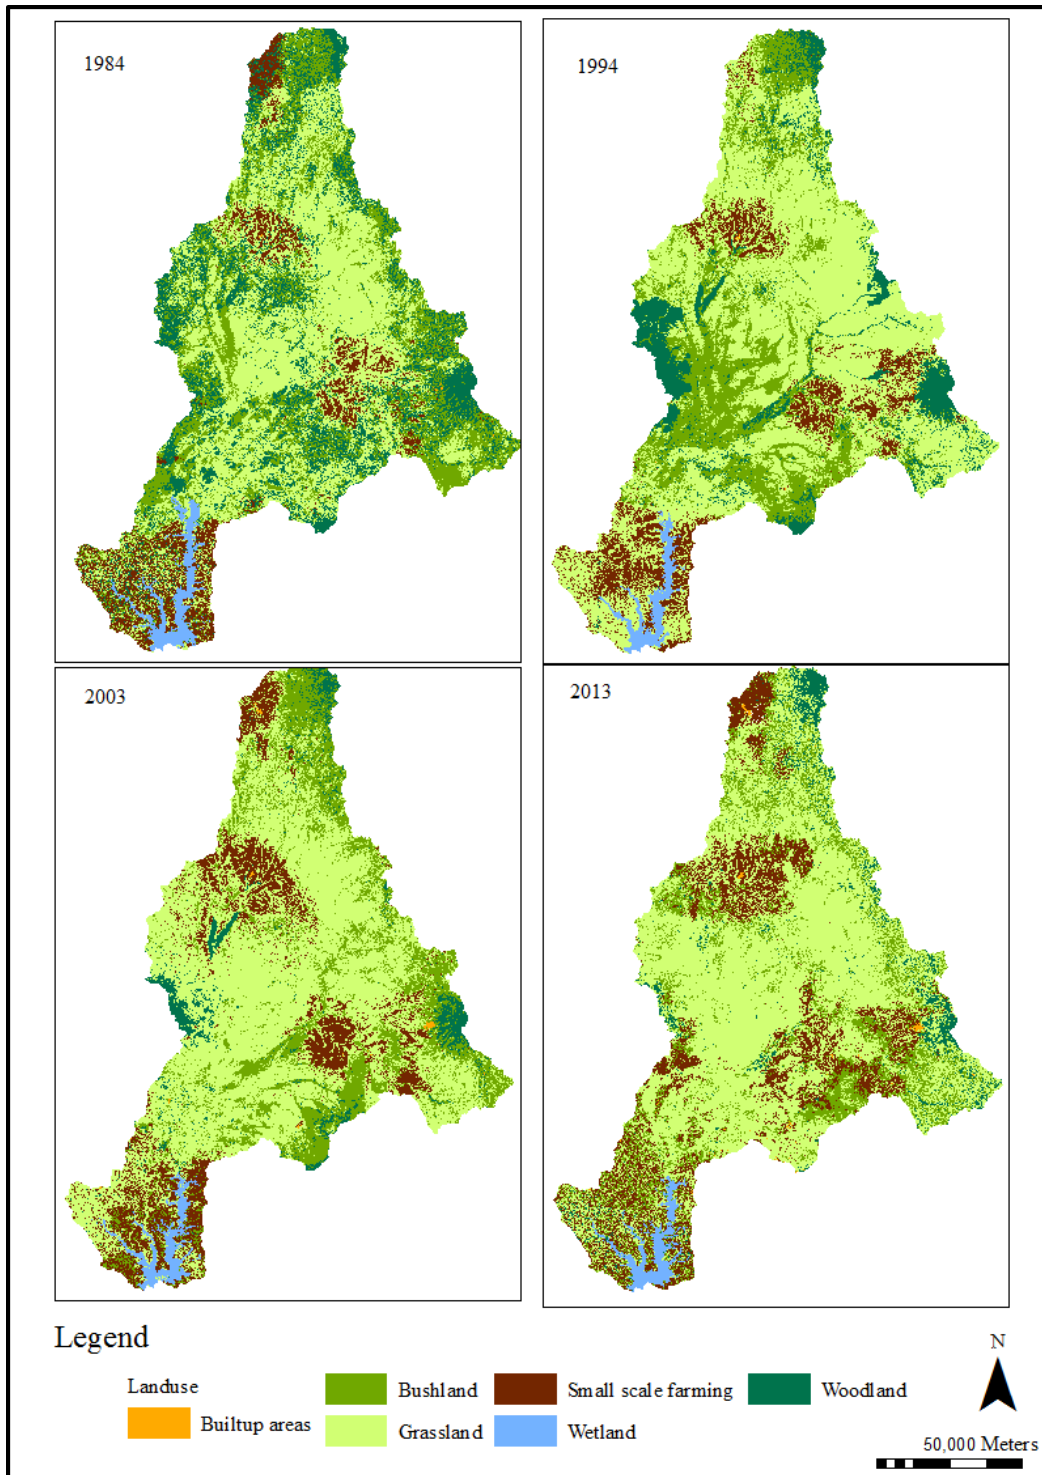 1984
1994
2003
2013
Legend
N
Landuse
Builtup areas
Bushland
Grassland
Small scale farming
Wetland
Woodland
50,000 Meters